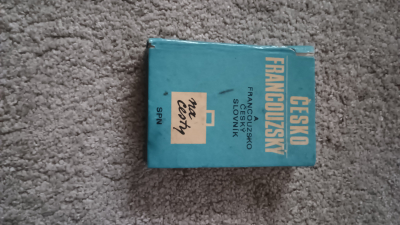 ČESKO
FRANCOUZSKÝ
A
FRANCOUZSKO
ČESKÝ
SLOVNÍK
na
cesty
SPN